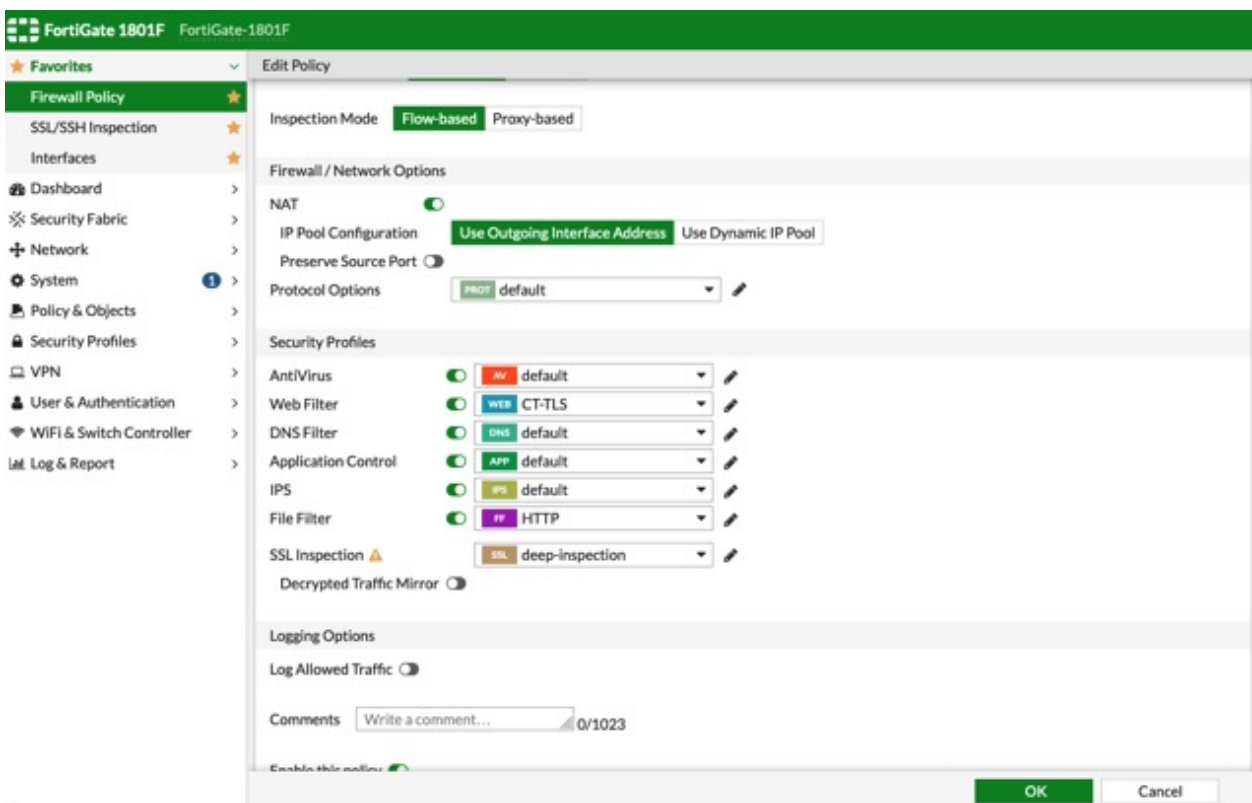 FortiGate 1801F FortiGate-1801F
Favorites
Firewall Policy
SSL/SSH Inspection
Interfaces
Dashboard
Security Fabric
Network
System 1
Policy & Objects
Security Profiles
VPN
User & Authentication
WiFi & Switch Controller
Log & Report
Edit Policy
Inspection Mode Flow-based Proxy-based
Firewall / Network Options
NAT
IP Pool Configuration Use Outgoing Interface Address Use Dynamic IP Pool
Preserve Source Port
Protocol Options PROT default
Security Profiles
AntiVirus AV default
Web Filter WEB CT-TLS
DNS Filter DNS default
Application Control APP default
IPS IPS default
File Filter FF HTTP
SSL Inspection SSL deep-inspection
Decrypted Traffic Mirror
Logging Options
Log Allowed Traffic
Comments Write a comment... 0/1023
Enable this policy
OK Cancel